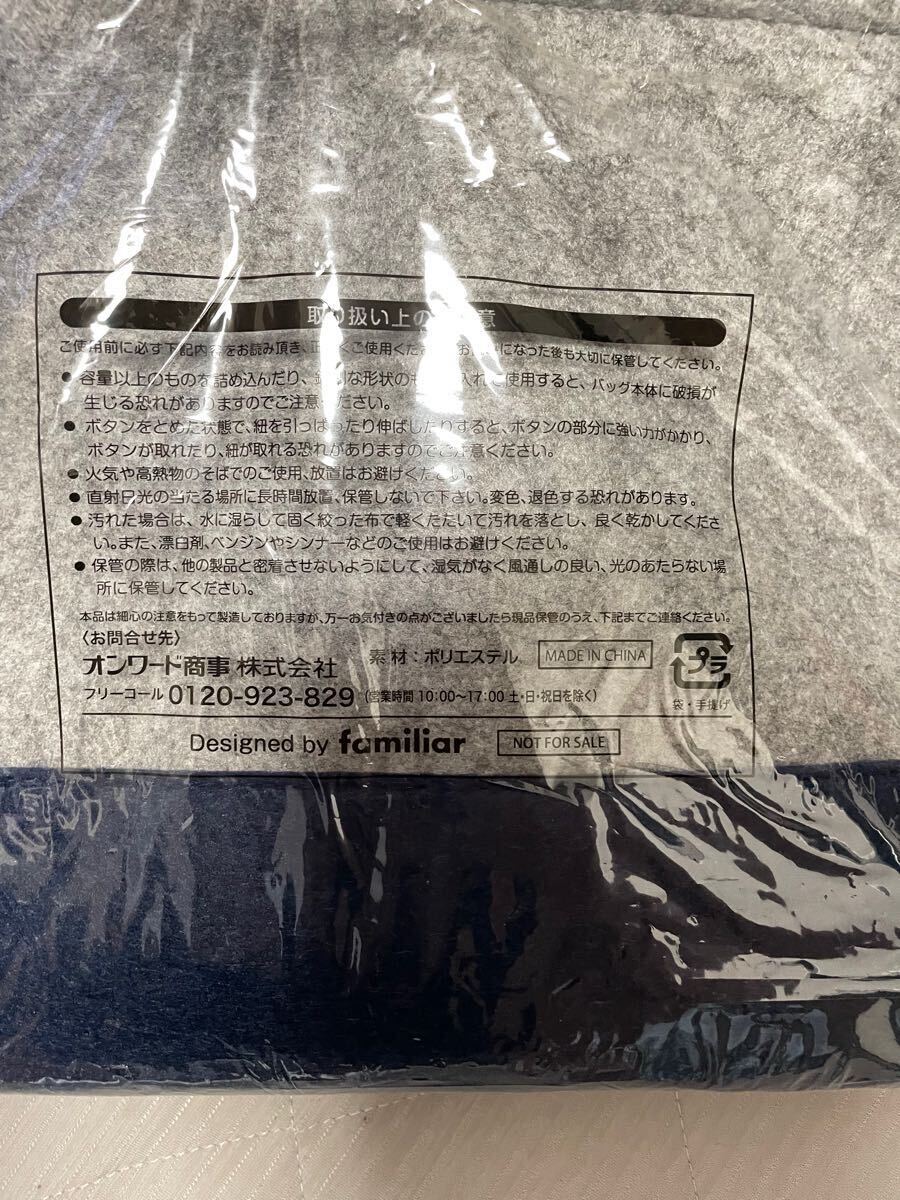 取り扱い上の 意
ご使用前に必ず下記内容をお読み頂き、正 くご使用くだ になった後も大切に保管してください。
● 容量以上のものを詰め込んだり、 な形状の 入れ ご使用すると、バッグ本体に破損が
生じる恐れがありますのでご注意ください。
● ボタンをとめた状態で、紐を引っぱったり伸ばしたりすると、ボタンの部分に強い力がかかり、
ボタンが取れたり、紐が取れる恐れがありますのでご注意ください。
● 火気や高熱物のそばでのご使用、放置はお避けください。
● 直射日光の当たる場所に長時間放置、保管しないで下さい。変色、退色する恐れがあります。
● 汚れた場合は、水に湿らして固く絞った布で軽くたたいて汚れを落とし、良く乾かしてくださ
い。また、漂白剤、ベンジンやシンナーなどのご使用はお避けください。
● 保管の際は、他の製品と密着させないようにして、湿気がなく風通しの良い、光のあたらない場
所に保管してください。
本品は細心の注意をもって製造しておりますが、万一お気付きの点がございましたら現品保管のうえ、下記までご連絡ください。
〈お問合せ先〉
オンワード商事 株式会社 素材：ポリエステル MADE IN CHINA プラ
フリーコール 0120-923-829 (営業時間 10:00〜17:00 土・日・祝日を除く) 袋・手提げ
Designed by familiar NOT FOR SALE